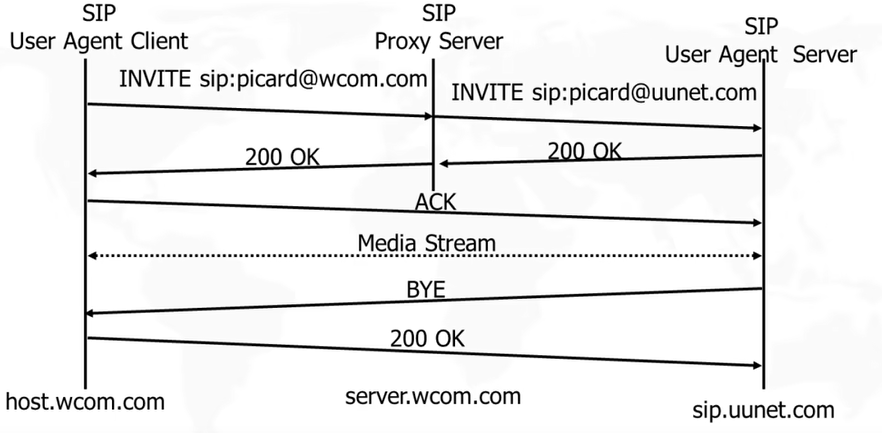 SIP
User Agent Client
SIP
Proxy Server
SIP
User Agent Server
INVITE sip:picard@wcom.com
INVITE sip:picard@uunet.com
200 OK
200 OK
ACK
Media Stream
BYE
200 OK
host.wcom.com
server.wcom.com
sip.uunet.com